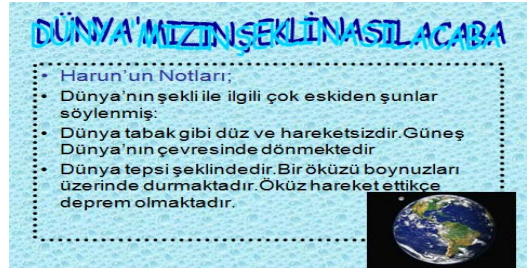 DÜNYA'MIZIN ŞEKLİ NASIL ACABA
• Harun'un Notları;
• Dünya'nın şekli ile ilgili çok eskiden şunlar
söylenmiş:
• Dünya tabak gibi düz ve hareketsizdir.Güneş
Dünya'nın çevresinde dönmektedir
• Dünya tepsi şeklindedir.Bir öküzü boynuzları
üzerinde durmaktadır.Öküz hareket ettikçe
deprem olmaktadır.